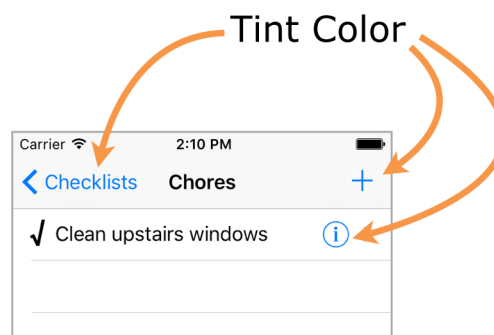 Tint Color
Carrier 2:10 PM
Checklists Chores +
√ Clean upstairs windows i